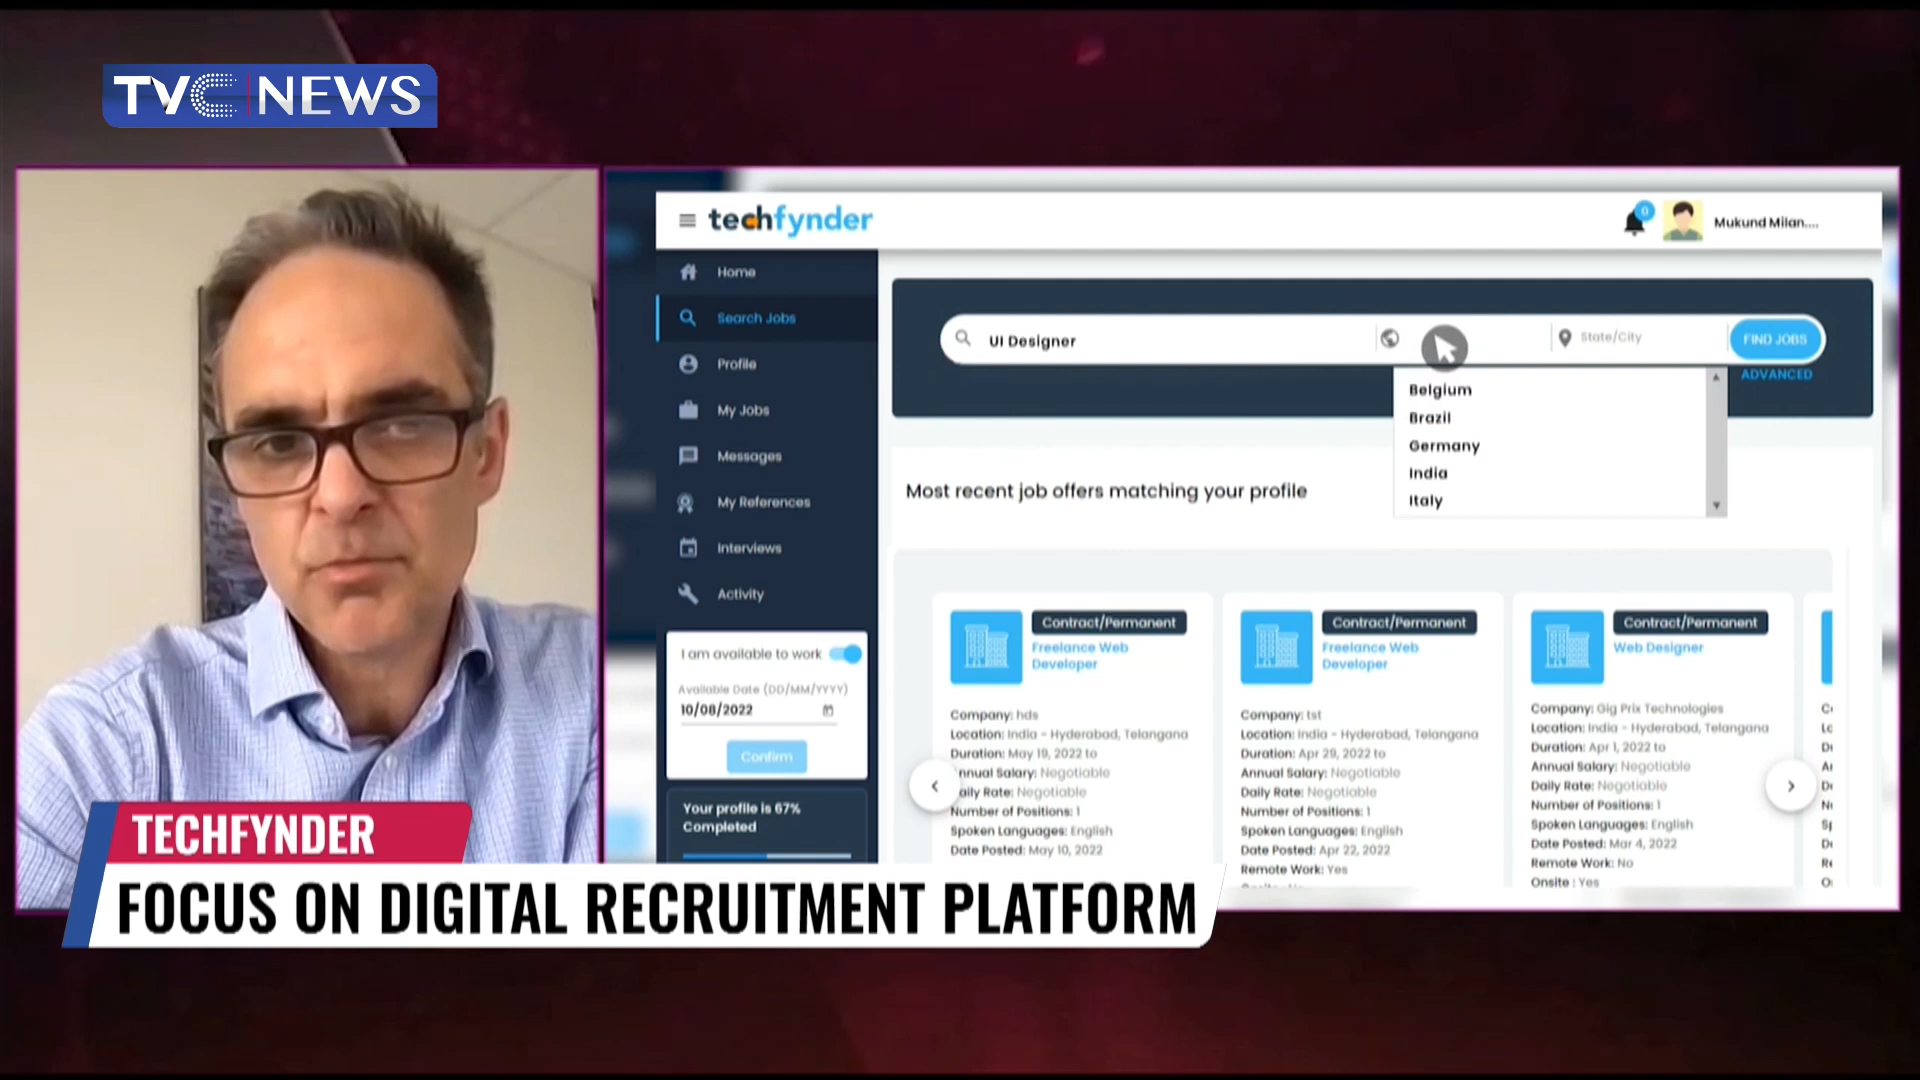 TVC NEWS
techfynder
0
Mukund Milan....
Home
Search Jobs
Profile
My Jobs
Messages
My References
Interviews
Activity
I am available to work
Available Date (DD/MM/YYYY)
10/08/2022
Confirm
Your profile is 67%
Completed
UI Designer
State/City
FIND JOBS
ADVANCED
Belgium
Brazil
Germany
India
Italy
Most recent job offers matching your profile
Contract/Permanent
Freelance Web
Developer
Company: hds
Location: India - Hyderabad, Telangana
Duration: May 19, 2022 to
Annual Salary: Negotiable
Daily Rate: Negotiable
Number of Positions: 1
Spoken Languages: English
Date Posted: May 10, 2022
Contract/Permanent
Freelance Web
Developer
Company: tst
Location: India - Hyderabad, Telangana
Duration: Apr 29, 2022 to
Annual Salary: Negotiable
Daily Rate: Negotiable
Number of Positions: 1
Spoken Languages: English
Date Posted: Apr 22, 2022
Remote Work: Yes
Contract/Permanent
Web Designer
Company: Gig Prix Technologies
Location: India - Hyderabad, Telangana
Duration: Apr 1, 2022 to
Annual Salary: Negotiable
Daily Rate: Negotiable
Number of Positions: 1
Spoken Languages: English
Date Posted: Mar 4, 2022
Remote Work: No
Onsite : Yes
TECHFYNDER
FOCUS ON DIGITAL RECRUITMENT PLATFORM